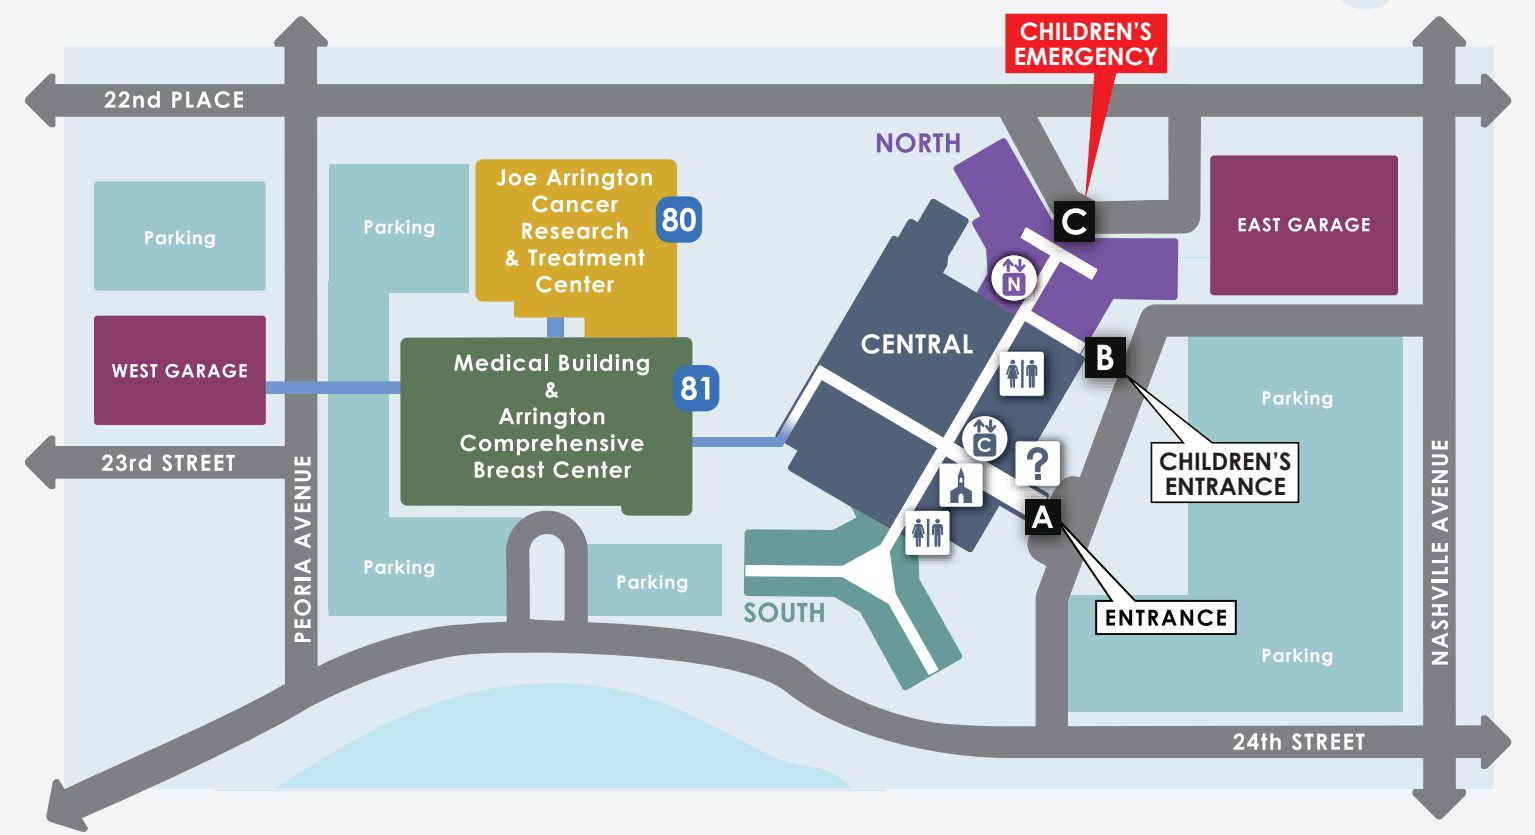 CHILDREN'S
EMERGENCY
22nd PLACE
NORTH
Joe Arrington
Cancer
Research
& Treatment
Center
80
C
Parking
Parking
EAST GARAGE
N
CENTRAL
WEST GARAGE
Medical Building
&
Arrington
Comprehensive
Breast Center
81
B
Parking
C
?
CHILDREN'S
ENTRANCE
23rd STREET
PEORIA AVENUE
NASHVILLE AVENUE
A
Parking
Parking
SOUTH
ENTRANCE
Parking
24th STREET